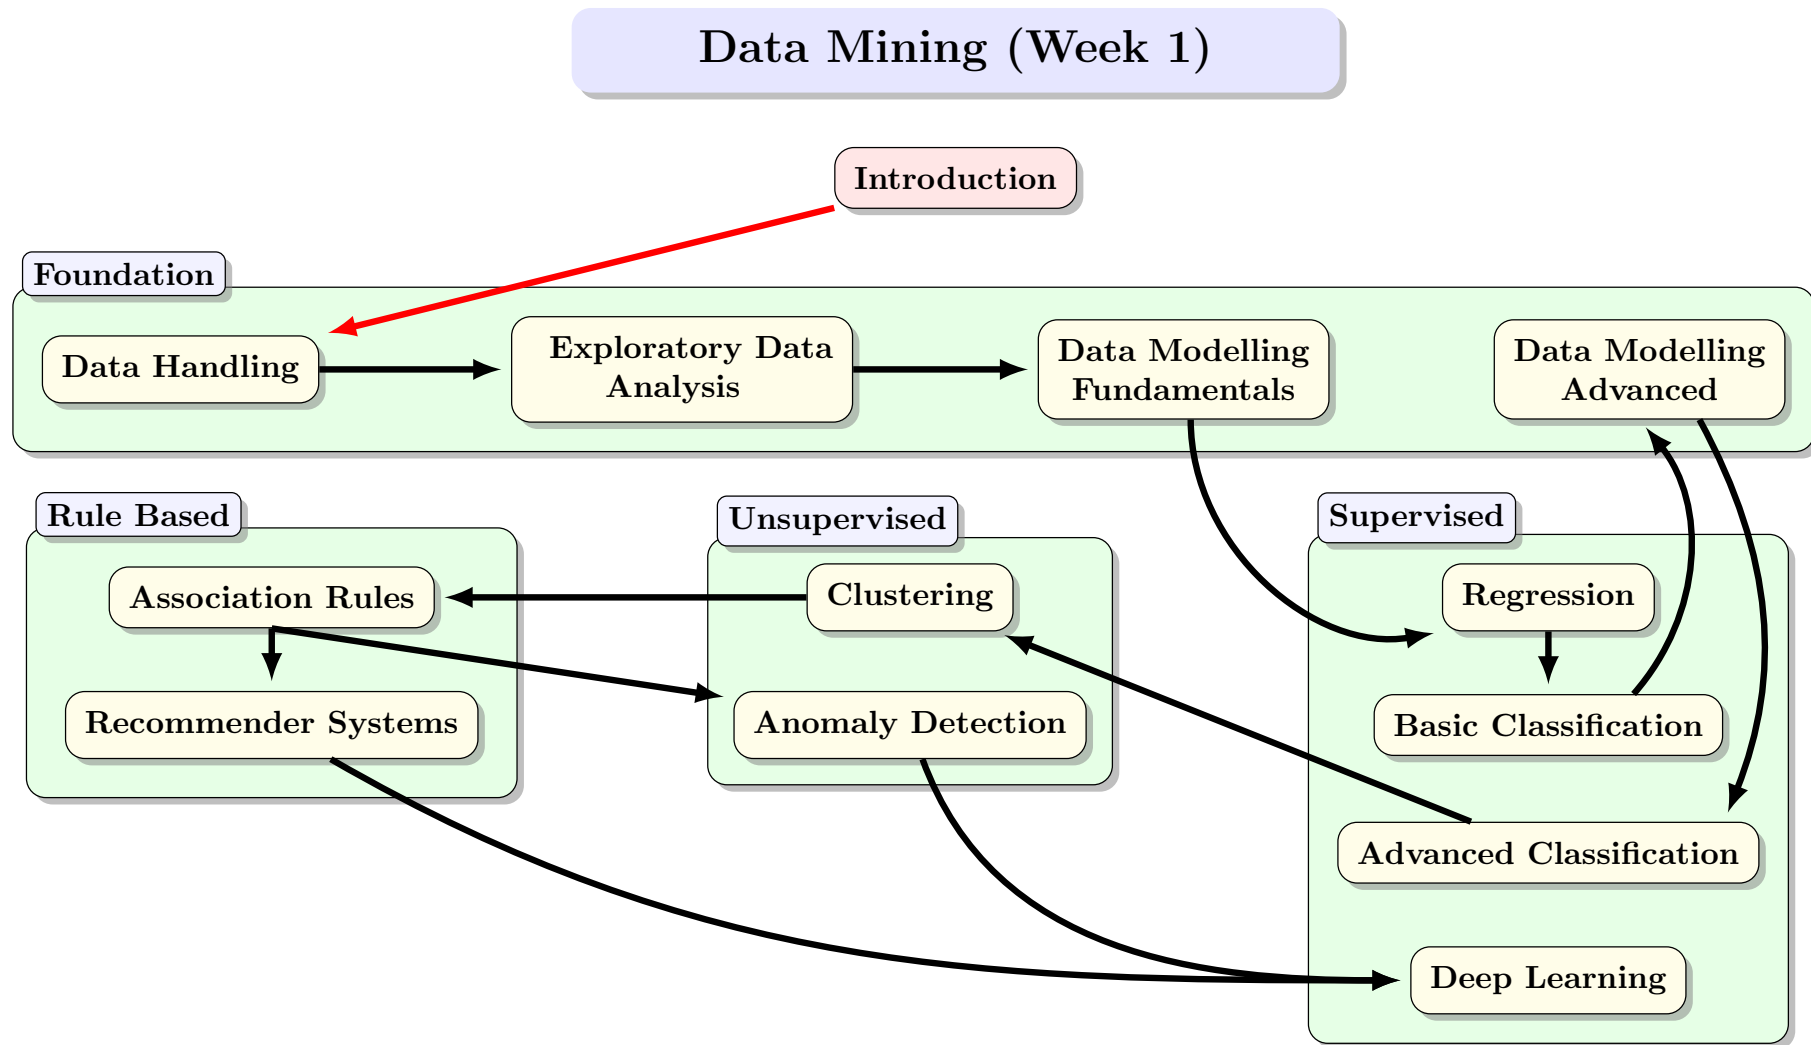 Data Mining (Week 1)
Introduction
Foundation
Data Handling
Exploratory Data
Analysis
Data Modelling
Fundamentals
Data Modelling
Advanced
Rule Based
Association Rules
Recommender Systems
Unsupervised
Clustering
Anomaly Detection
Supervised
Regression
Basic Classification
Advanced Classification
Deep Learning